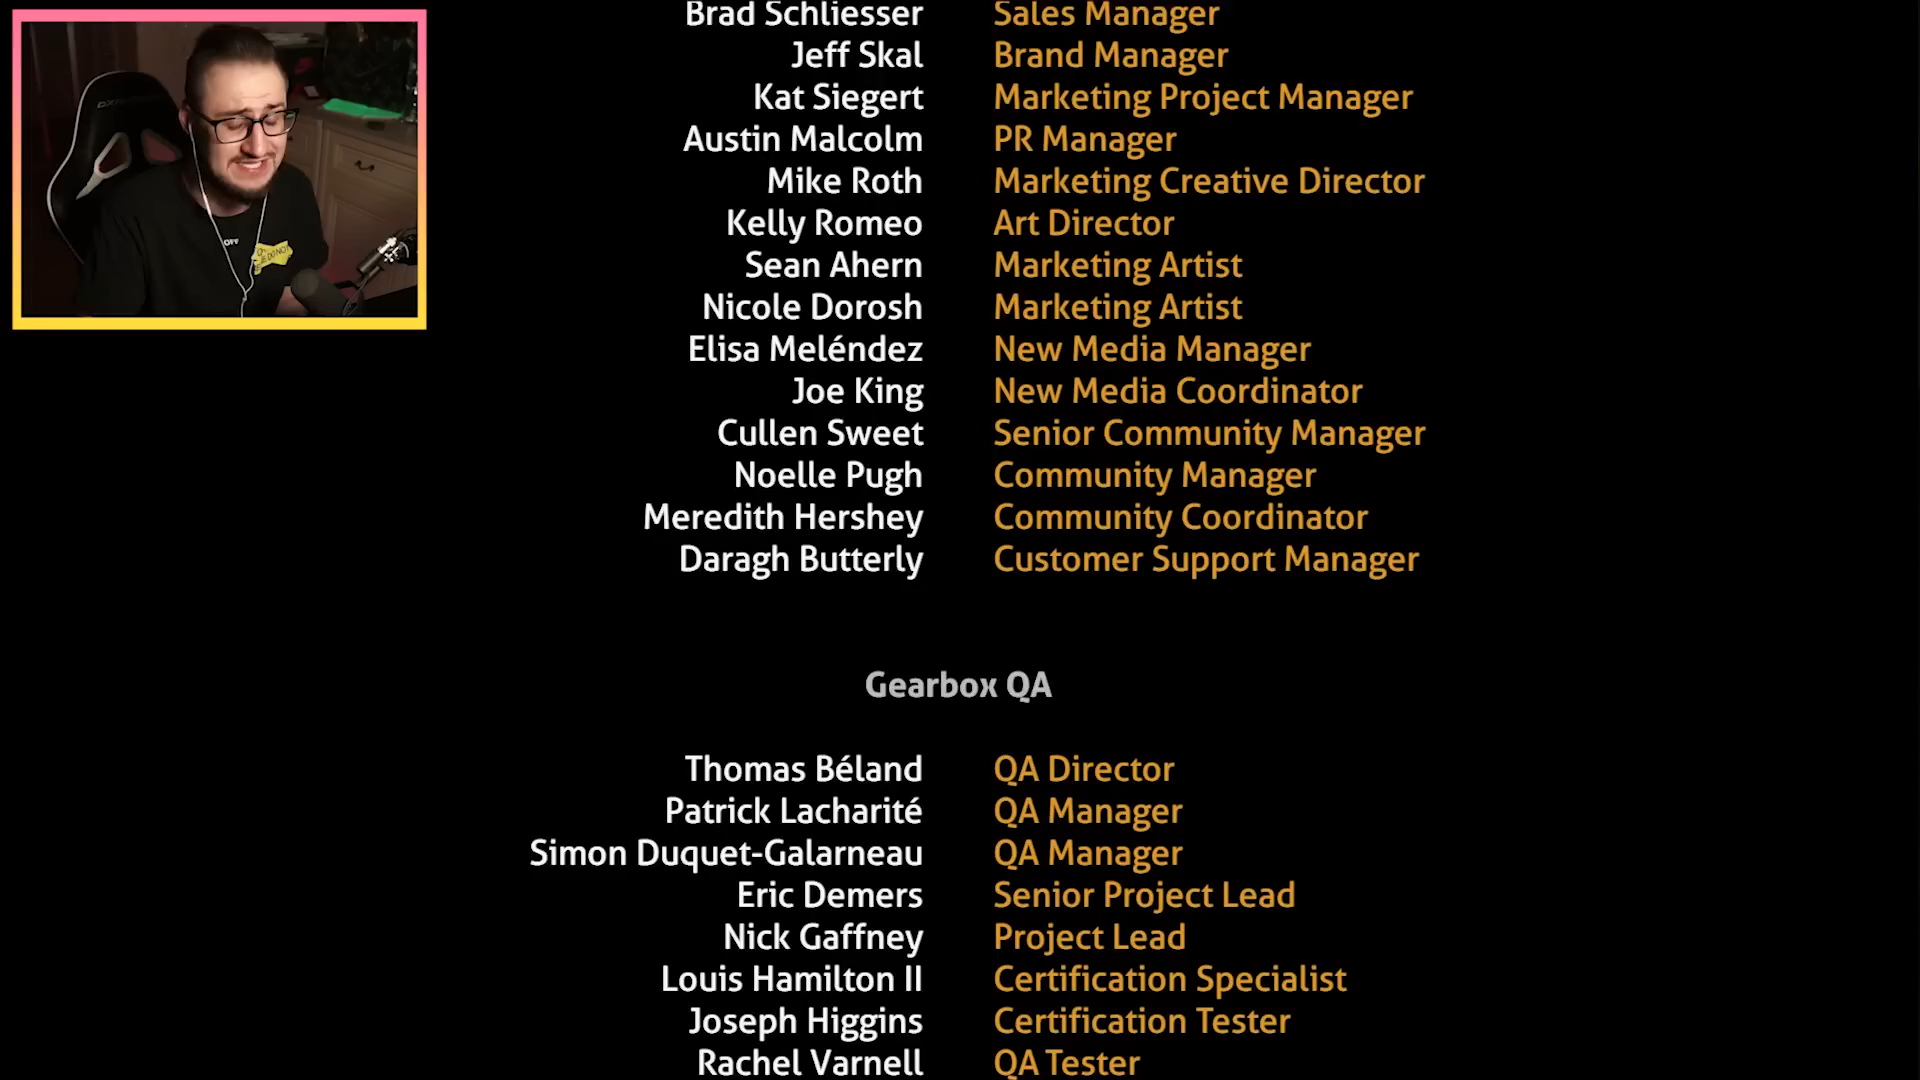 Brad Schliesser Sales Manager
Jeff Skal Brand Manager
Kat Siegert Marketing Project Manager
Austin Malcolm PR Manager
Mike Roth Marketing Creative Director
Kelly Romeo Art Director
Sean Ahern Marketing Artist
Nicole Dorosh Marketing Artist
Elisa Meléndez New Media Manager
Joe King New Media Coordinator
Cullen Sweet Senior Community Manager
Noelle Pugh Community Manager
Meredith Hershey Community Coordinator
Daragh Butterly Customer Support Manager
Gearbox QA
Thomas Béland QA Director
Patrick Lacharité QA Manager
Simon Duquet-Galarneau QA Manager
Eric Demers Senior Project Lead
Nick Gaffney Project Lead
Louis Hamilton II Certification Specialist
Joseph Higgins Certification Tester
Rachel Varnell QA Tester